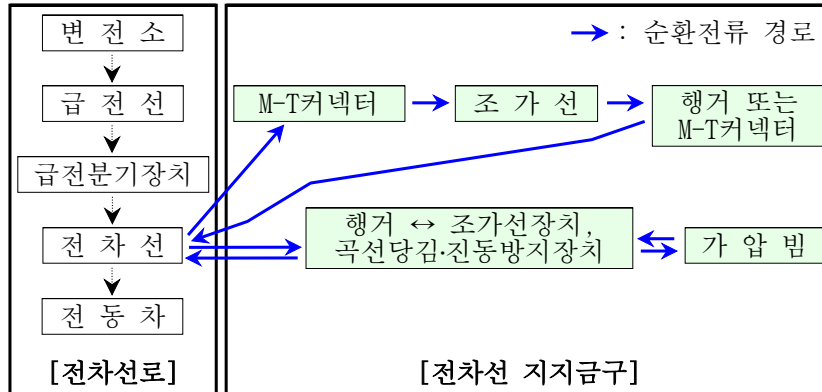 변 전 소
급 전 선
급전분기장치
전 차 선
전 동 차
[전차선로]
: 순환전류 경로
M-T커넥터
조 가 선
행거 또는
M-T커넥터
행거 ↔ 조가선장치,
곡선당김·진동방지장치
가 압 빔
[전차선 지지금구]